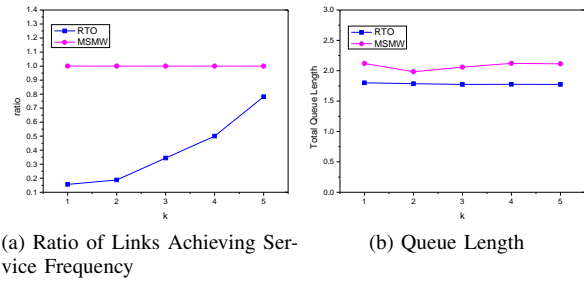 RTO
MSMW
1.4
1.3
1.2
1.1
1.0
0.9
0.8
0.7
0.6
0.5
0.4
0.3
0.2
0.1
ratio
1 2 3 4 5
k
(a) Ratio of Links Achieving Ser-
vice Frequency
RTO
MSMW
3.0
2.5
2.0
1.5
1.0
0.5
0.0
Total Queue Length
1 2 3 4 5
k
(b) Queue Length